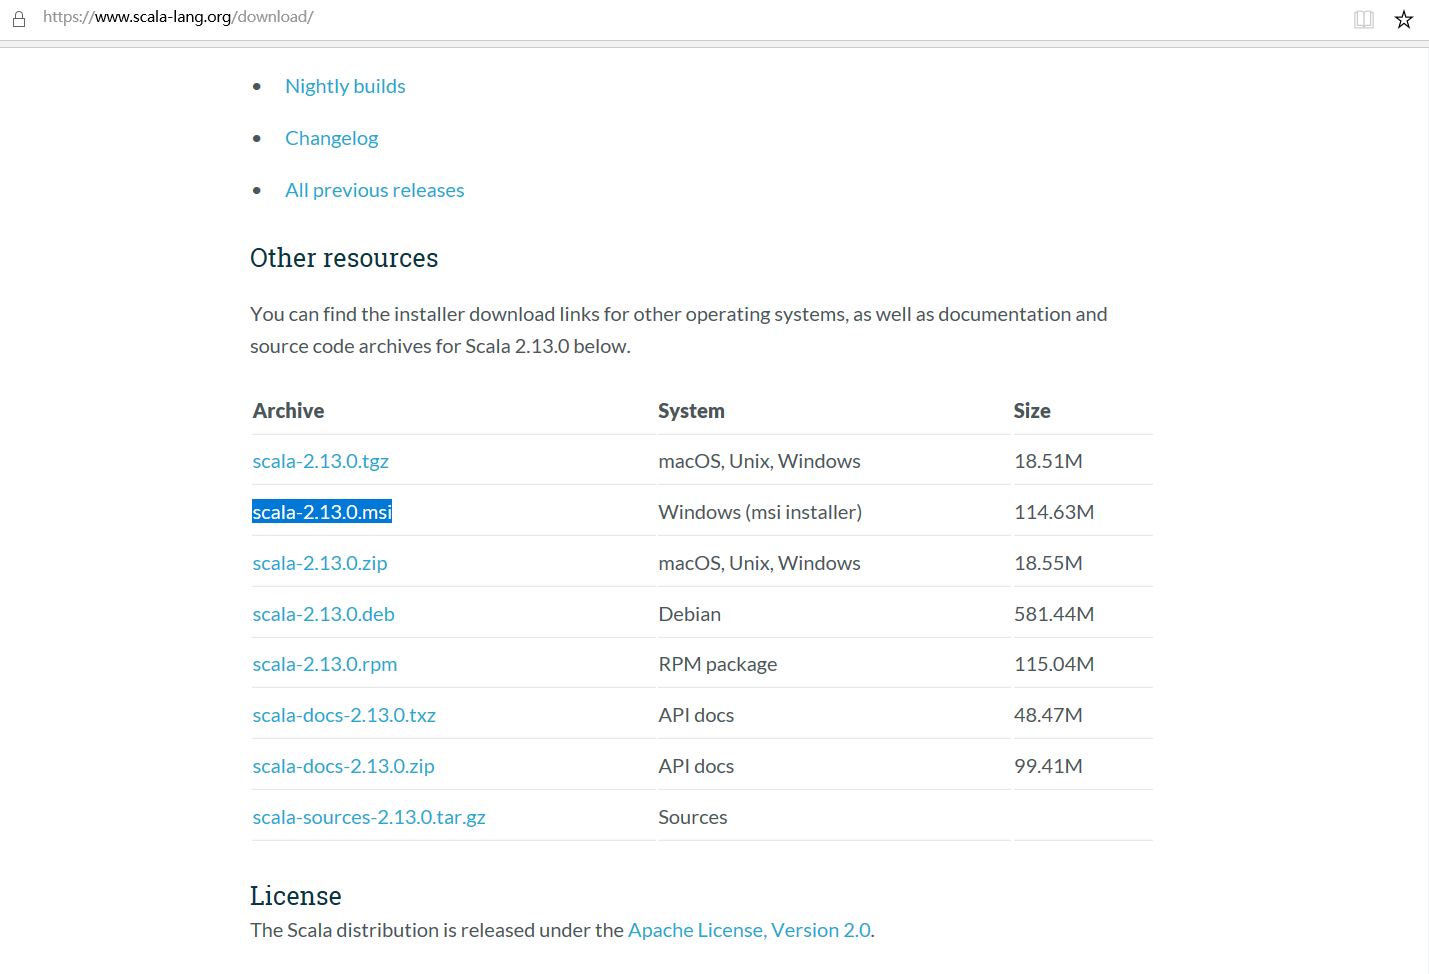 https://www.scala-lang.org/download/
• Nightly builds
• Changelog
• All previous releases
Other resources
You can find the installer download links for other operating systems, as well as documentation and
source code archives for Scala 2.13.0 below.
Archive System Size
scala-2.13.0.tgz macOS, Unix, Windows 18.51M
scala-2.13.0.msi Windows (msi installer) 114.63M
scala-2.13.0.zip macOS, Unix, Windows 18.55M
scala-2.13.0.deb Debian 581.44M
scala-2.13.0.rpm RPM package 115.04M
scala-docs-2.13.0.txz API docs 48.47M
scala-docs-2.13.0.zip API docs 99.41M
scala-sources-2.13.0.tar.gz Sources
License
The Scala distribution is released under the Apache License, Version 2.0.